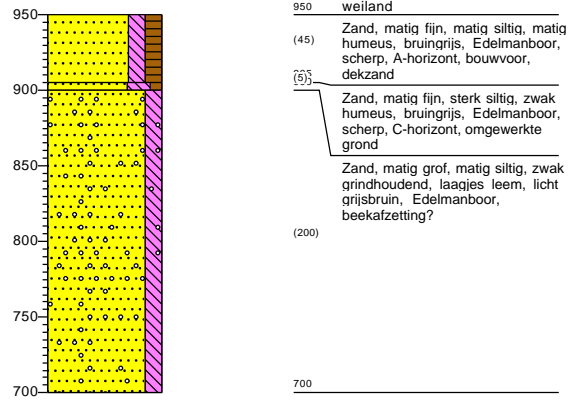 950
900
850
800
750
700
950 weiland
(45)
Zand, matig fijn, matig siltig, matig
humeus, bruingrijs, Edelmanboor,
scherp, A-horizont, bouwvoor,
dekzand
(5)
Zand, matig fijn, sterk siltig, zwak
humeus, bruingrijs, Edelmanboor,
scherp, C-horizont, omgewerkte
grond
Zand, matig grof, matig siltig, zwak
grindhoudend, laagjes leem, licht
grijsbruin, Edelmanboor,
beekafzetting?
(200)
700